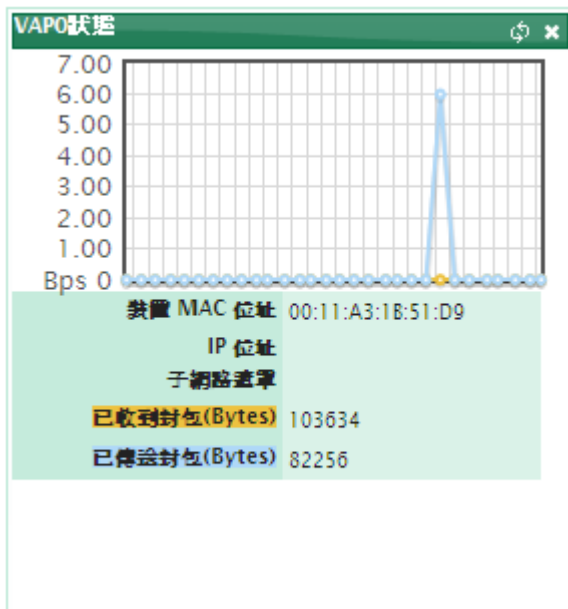 VAP0狀態
7.00
6.00
5.00
4.00
3.00
2.00
1.00
Bps 0
裝置 MAC 位址 00:11:A3:1B:51:D9
IP 位址
子網路遮罩
已收到封包(Bytes) 103634
已傳送封包(Bytes) 82256